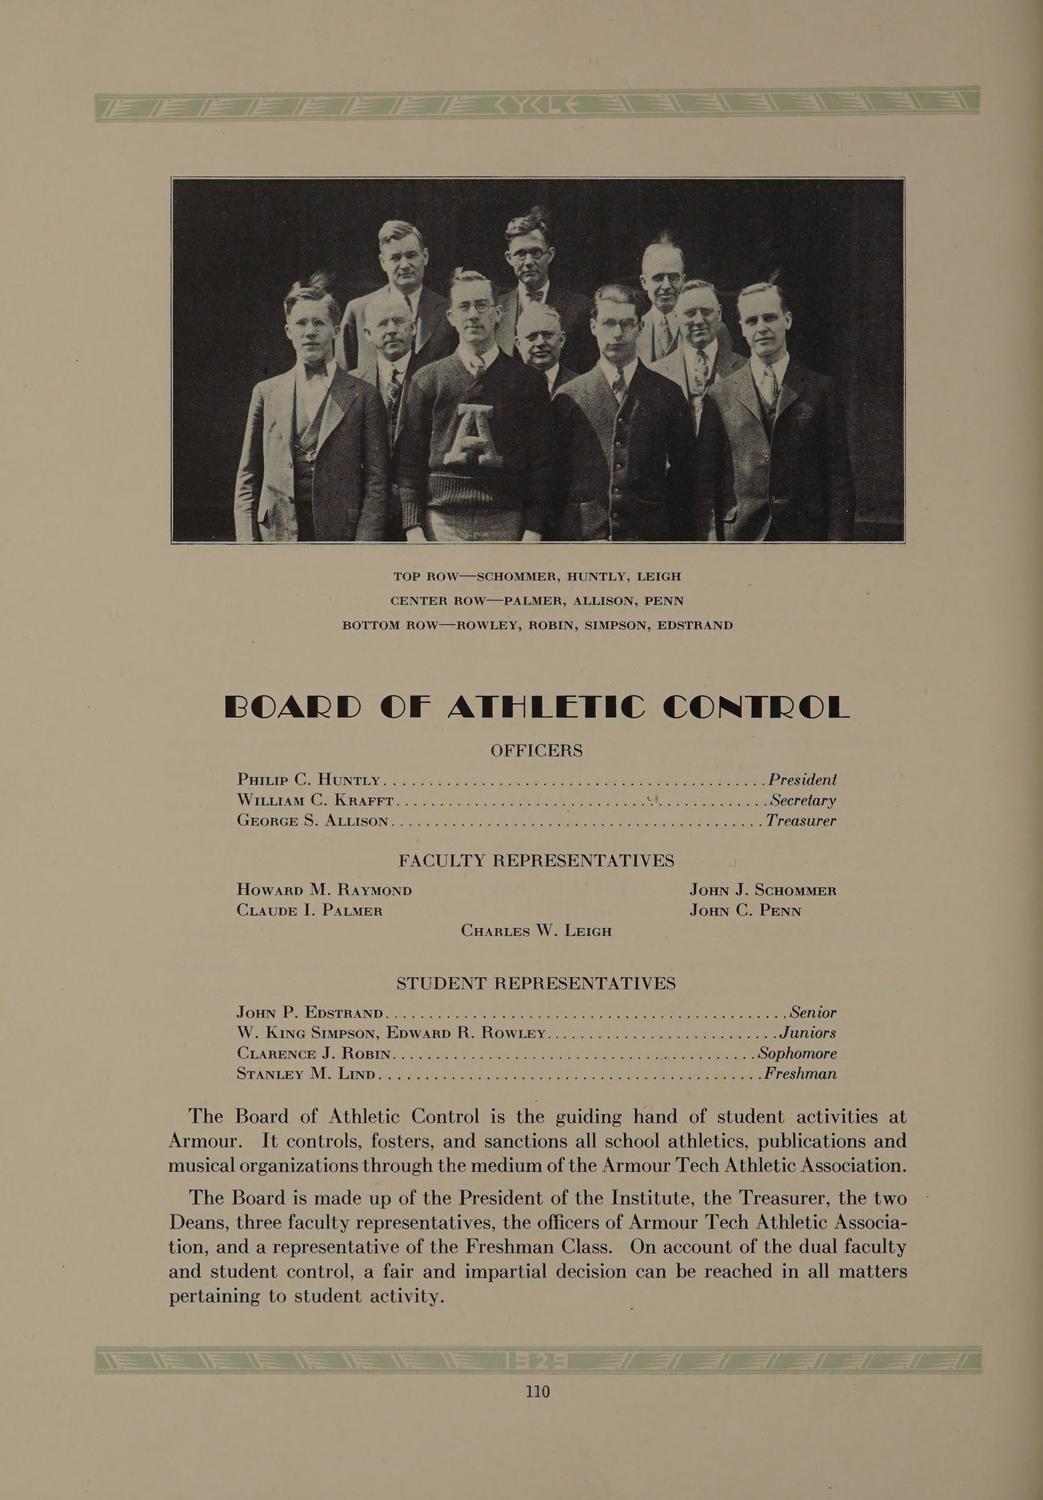 CYCLE
A
TOP ROW—SCHOMMER, HUNTLY, LEIGH
CENTER ROW—PALMER, ALLISON, PENN
BOTTOM ROW—ROWLEY, ROBIN, SIMPSON, EDSTRAND
BOARD OF ATHLETIC CONTROL
OFFICERS
PHILIP C. HUNTLY President
WILLIAM C. KRAFFT Secretary
GEORGE S. ALLISON Treasurer
FACULTY REPRESENTATIVES
HOWARD M. RAYMOND JOHN J. SCHOMMER
CLAUDE I. PALMER JOHN C. PENN
CHARLES W. LEIGH
STUDENT REPRESENTATIVES
JOHN P. EDSTRAND Senior
W. KING SIMPSON, EDWARD R. ROWLEY Juniors
CLARENCE J. ROBIN Sophomore
STANLEY M. LIND Freshman
The Board of Athletic Control is the guiding hand of student activities at
Armour. It controls, fosters, and sanctions all school athletics, publications and
musical organizations through the medium of the Armour Tech Athletic Association.
The Board is made up of the President of the Institute, the Treasurer, the two
Deans, three faculty representatives, the officers of Armour Tech Athletic Associa-
tion, and a representative of the Freshman Class. On account of the dual faculty
and student control, a fair and impartial decision can be reached in all matters
pertaining to student activity.
1929
110